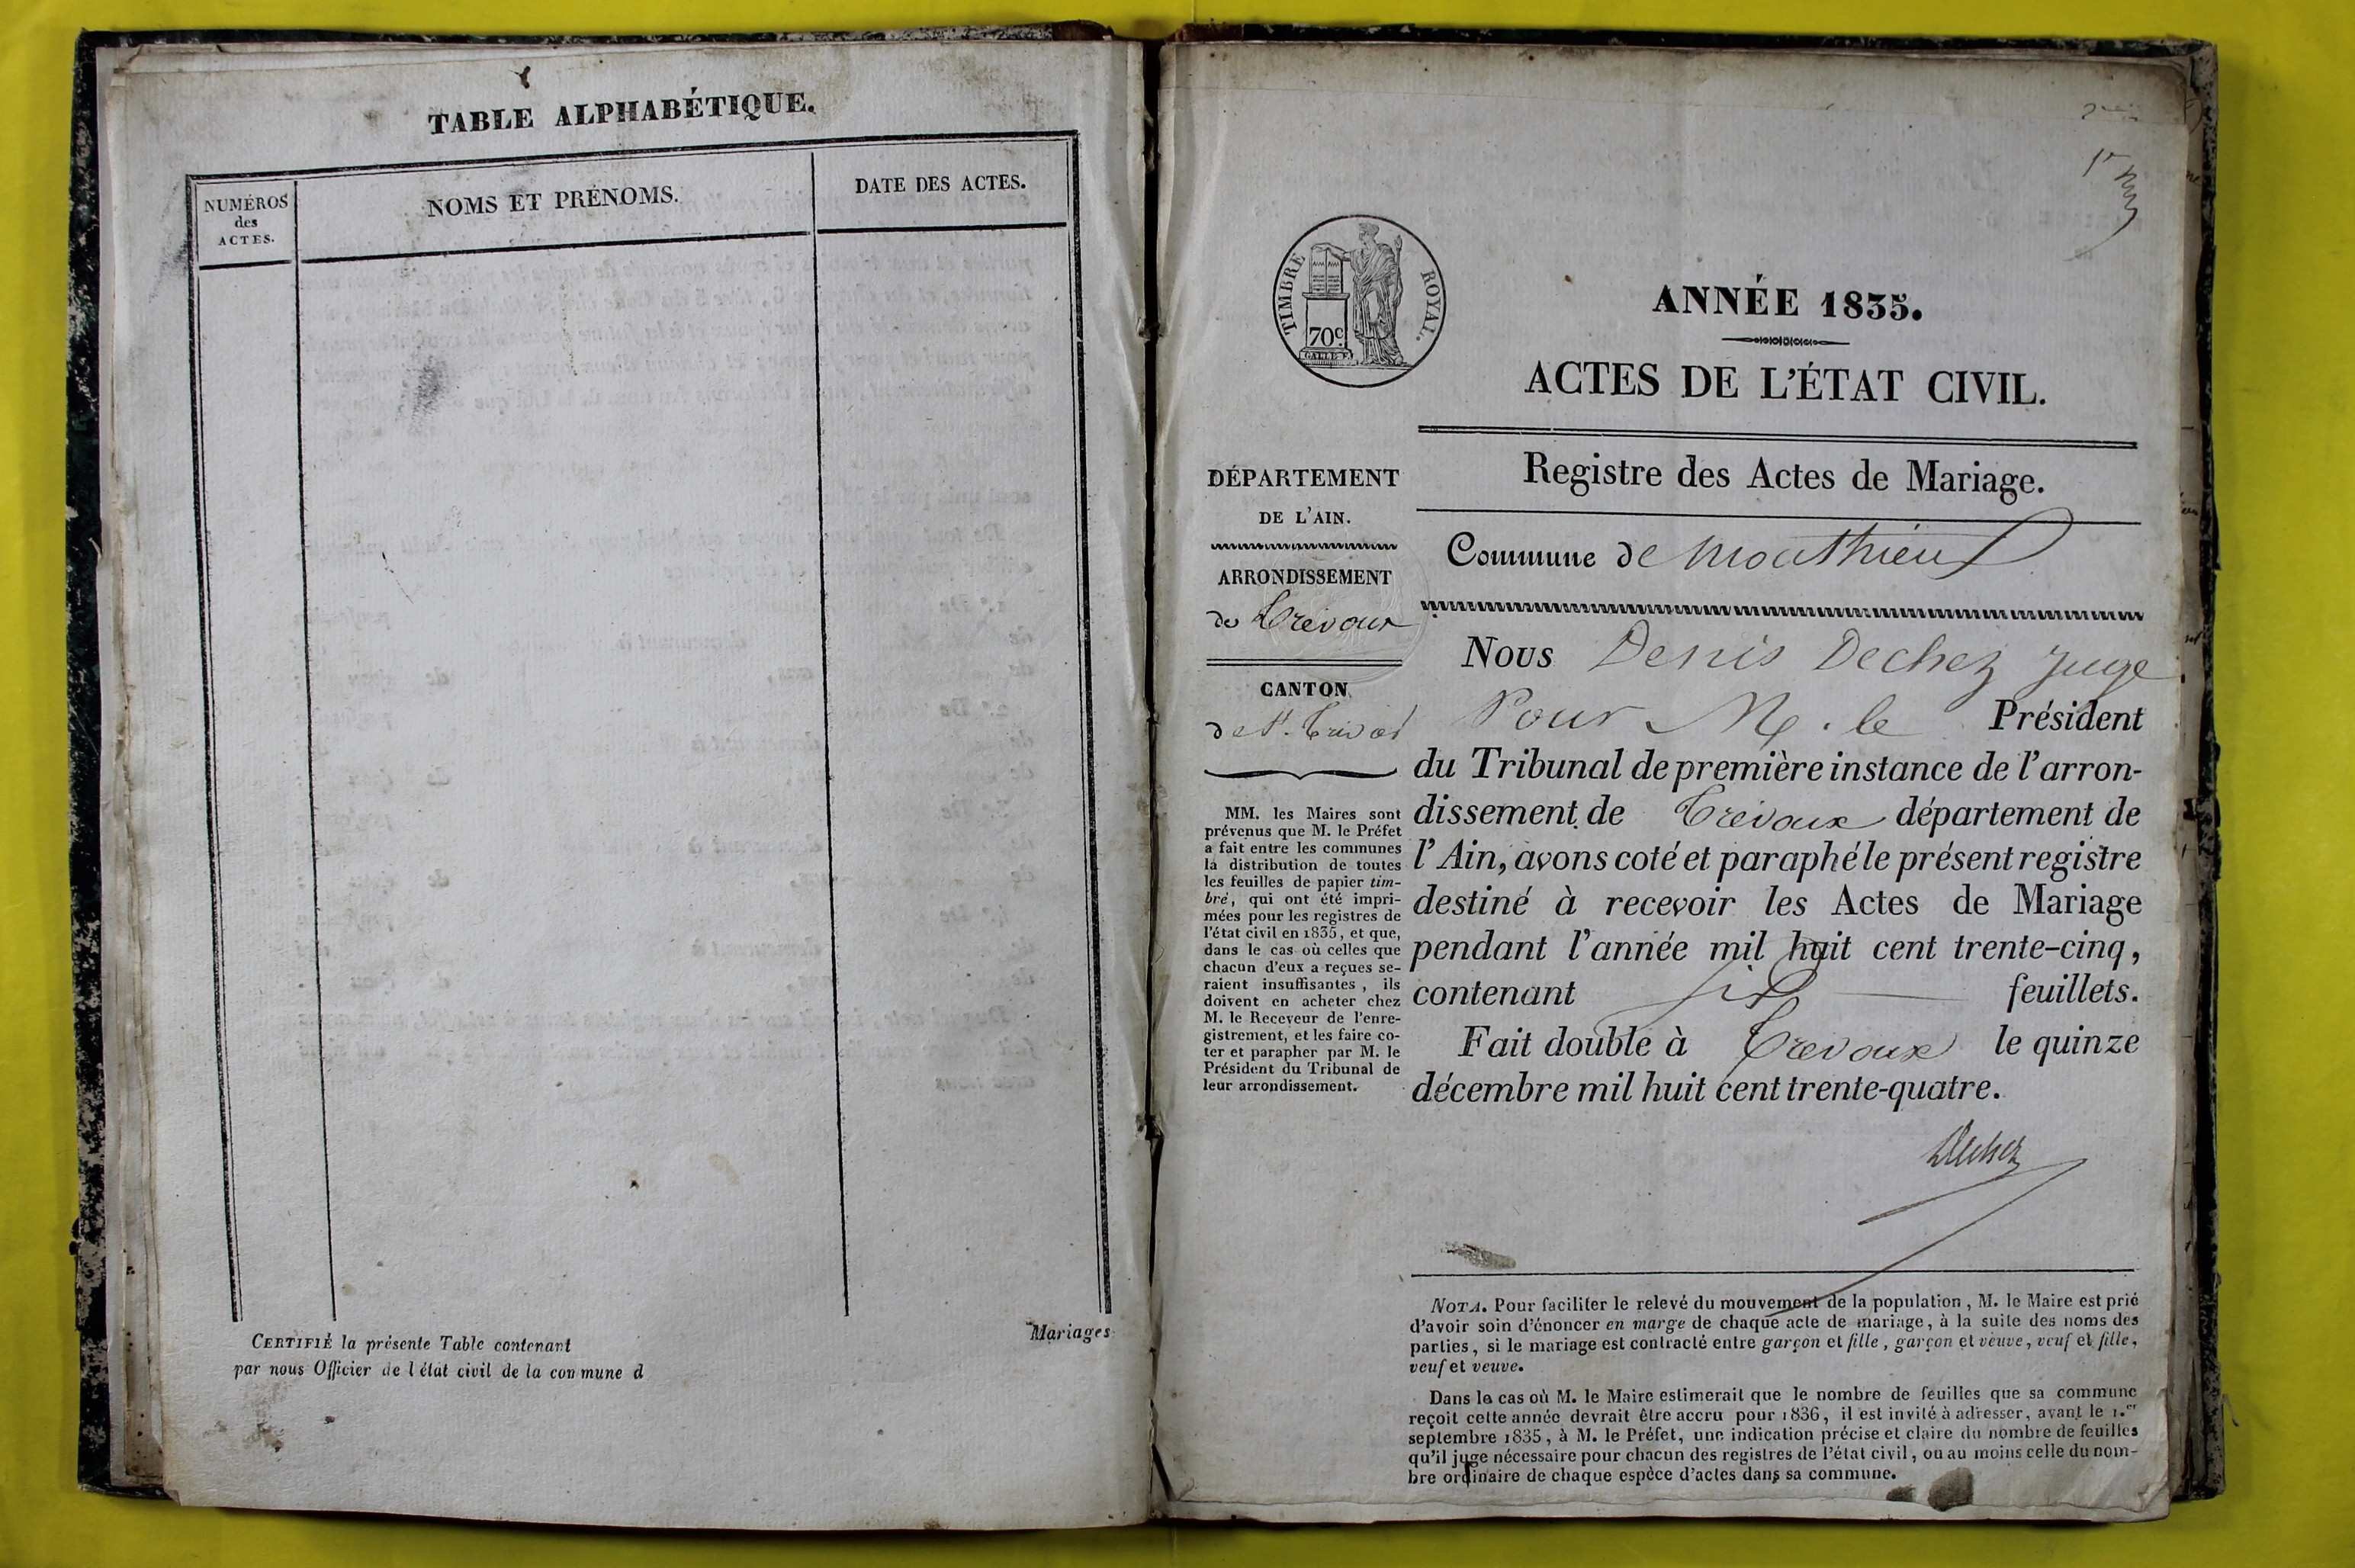 TABLE ALPHABÉTIQUE.
NUMÉROS
des
ACTES.
NOMS ET PRÉNOMS.
DATE DES ACTES.
CERTIFIÉ la présente Table contenant
par nous Officier de l'état civil de la commune d
Mariages
1er
TIMBRE ROYAL.
70c.
ANNÉE 1835.
ACTES DE L'ÉTAT CIVIL.
DÉPARTEMENT
DE L'AIN.
ARRONDISSEMENT
de Trevoux
CANTON
de St. Trivier
MM. les Maires sont
prévenus que M. le Préfet
a fait entre les communes
la distribution de toutes
les feuilles de papier tim-
bré, qui ont été impri-
mées pour les registres de
l'état civil en 1835, et que,
dans le cas où celles que
chacun d'eux a reçues se-
raient insuffisantes, ils
doivent en acheter chez
M. le Receveur de l'enre-
gistrement, et les faire co-
ter et parapher par M. le
Président du Tribunal de
leur arrondissement.
Registre des Actes de Mariage.
Commune de Monthieux
Nous Denis Dechez Juge
Pour M. le Président
du Tribunal de première instance de l'arron-
dissement de Trevoux département de
l'Ain, avons coté et paraphé le présent registre
destiné à recevoir les Actes de Mariage
pendant l'année mil huit cent trente-cinq,
contenant six feuillets.
Fait double à Trevoux le quinze
décembre mil huit cent trente-quatre.
Dechez
NOTA. Pour faciliter le relevé du mouvement de la population, M. le Maire est prié
d'avoir soin d'énoncer en marge de chaque acte de mariage, à la suite des noms des
parties, si le mariage est contracté entre garçon et fille, garçon et veuve, veuf et fille,
veuf et veuve.
Dans le cas où M. le Maire estimerait que le nombre de feuilles que sa commune
reçoit cette année devrait être accru pour 1836, il est invité à adresser, avant le 1.er
septembre 1835, à M. le Préfet, une indication précise et claire du nombre de feuilles
qu'il juge nécessaire pour chacun des registres de l'état civil, ou au moins celle du nom-
bre ordinaire de chaque espèce d'actes dans sa commune.